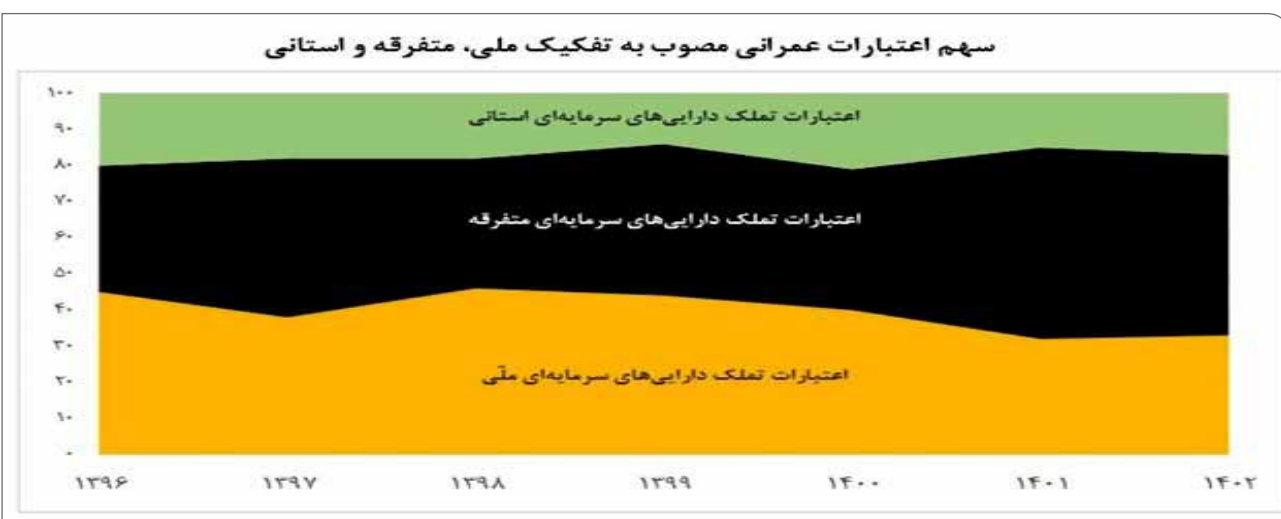 سهم اعتبارات عمرانی مصوب به تفکیک ملی، متفرقه و استانی
۱۰۰
۹۰
۸۰
۷۰
۶۰
۵۰
۴۰
۳۰
۲۰
۱۰
۰
اعتبارات تملک دارایی‌های سرمایه‌ای استانی
اعتبارات تملک دارایی‌های سرمایه‌ای متفرقه
اعتبارات تملک دارایی‌های سرمایه‌ای ملّی
۱۳۹۶ ۱۳۹۷ ۱۳۹۸ ۱۳۹۹ ۱۴۰۰ ۱۴۰۱ ۱۴۰۲